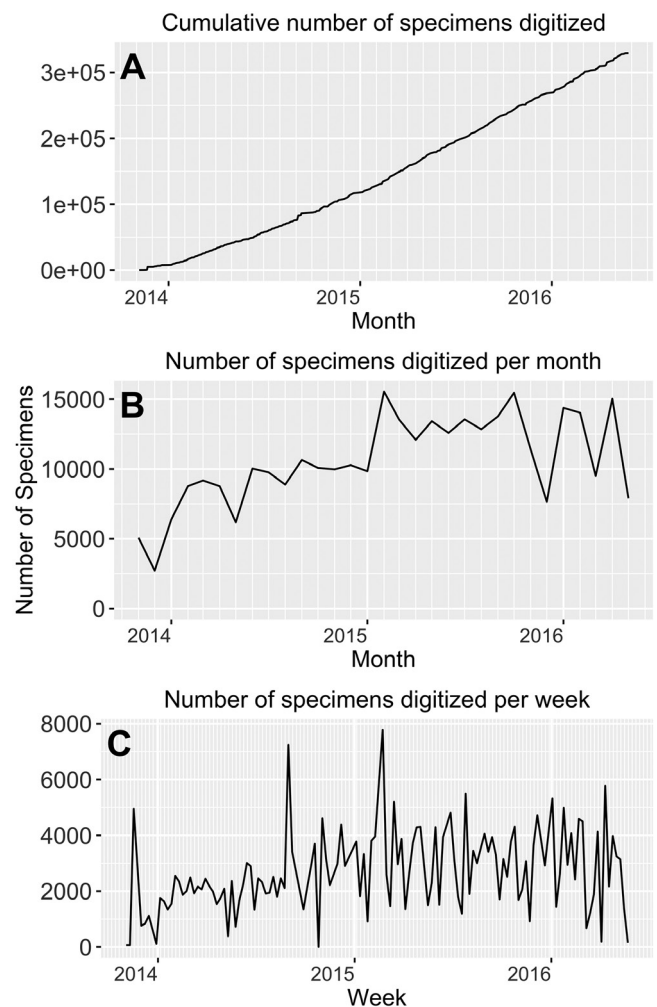 Cumulative number of specimens digitized
A
3e+05
2e+05
1e+05
0e+00
2014 2015 2016
Month
Number of specimens digitized per month
B
15000
10000
5000
0
Number of Specimens
2014 2015 2016
Month
Number of specimens digitized per week
C
8000
6000
4000
2000
0
2014 2015 2016
Week